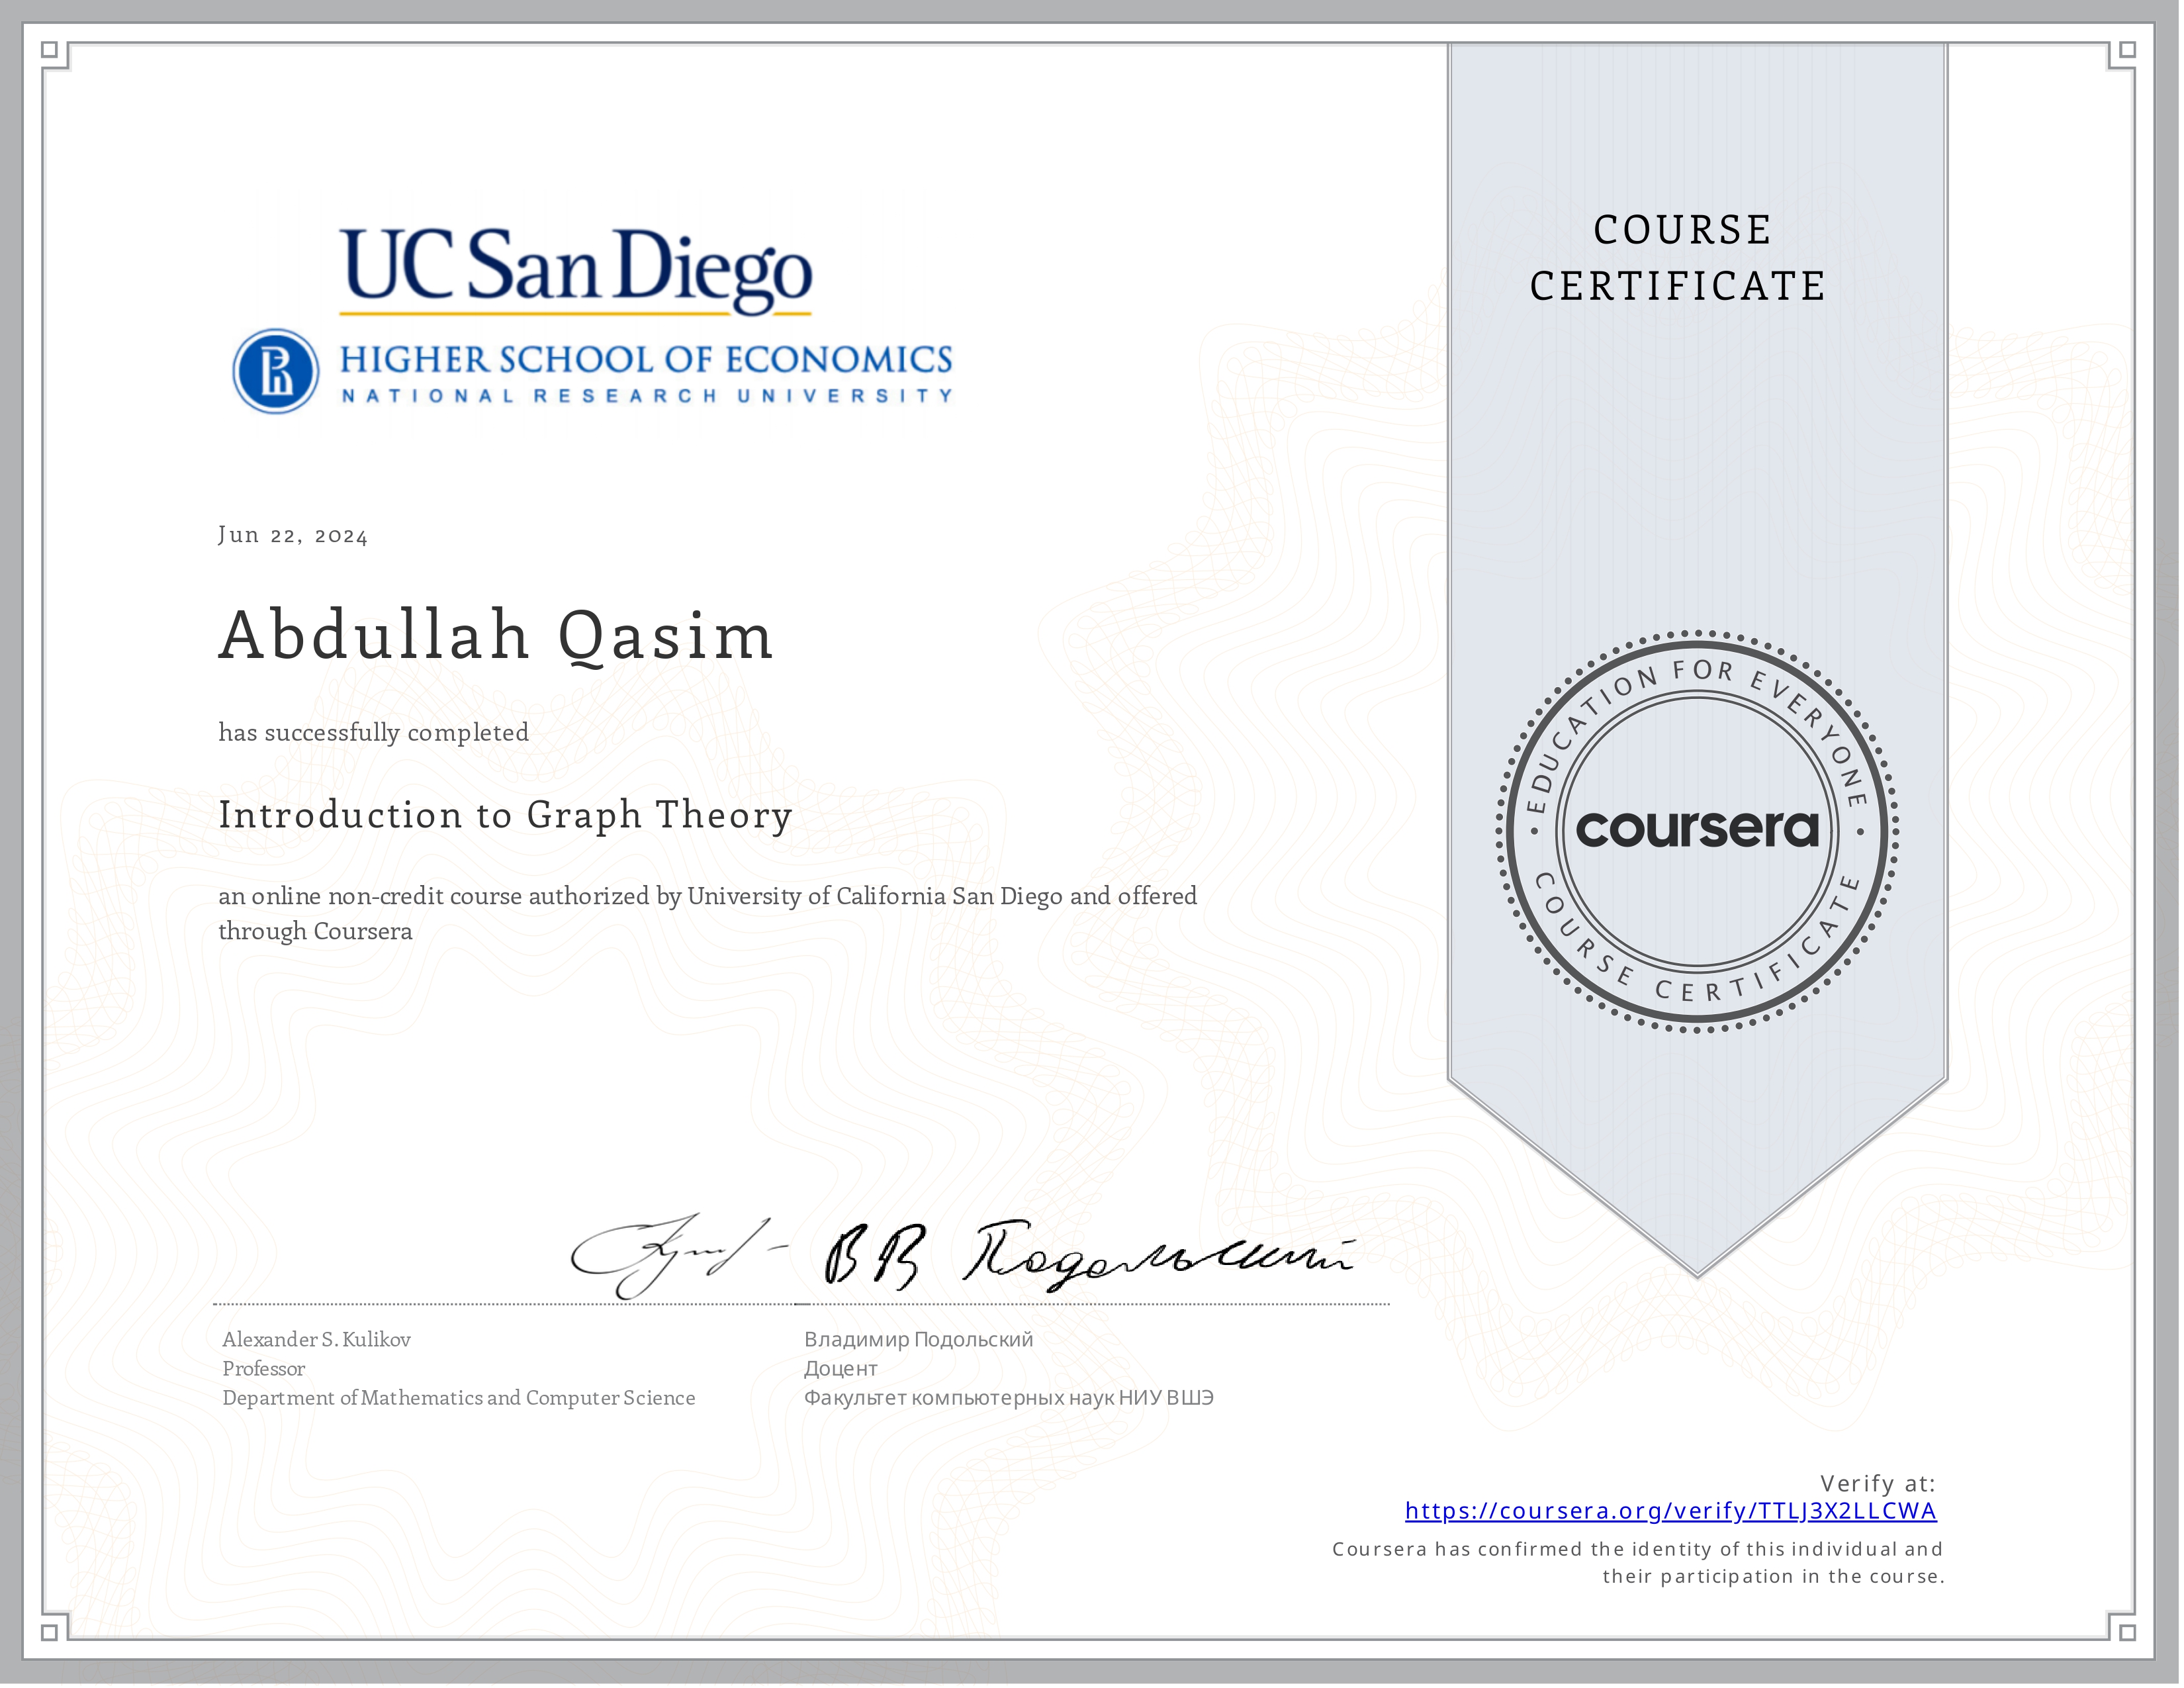 UC San Diego
HIGHER SCHOOL OF ECONOMICS
NATIONAL RESEARCH UNIVERSITY
COURSE
CERTIFICATE
Jun 22, 2024
Abdullah Qasim
has successfully completed
Introduction to Graph Theory
an online non-credit course authorized by University of California San Diego and offered
through Coursera
EDUCATION FOR EVERYONE
coursera
COURSE CERTIFICATE
ВВ Подольский
Alexander S. Kulikov
Professor
Department of Mathematics and Computer Science
Владимир Подольский
Доцент
Факультет компьютерных наук НИУ ВШЭ
Verify at:
https://coursera.org/verify/TTLJ3X2LLCWA
Coursera has confirmed the identity of this individual and
their participation in the course.